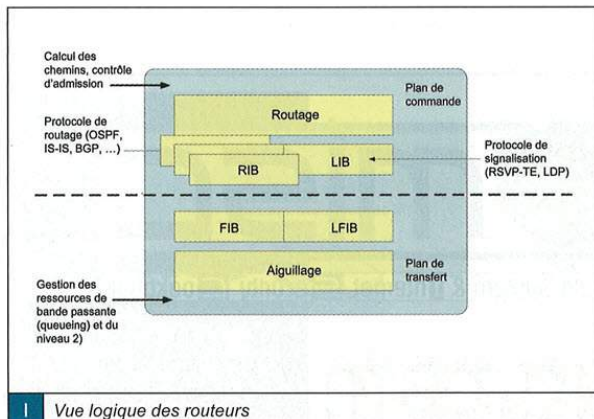 Calcul des
chemins, contrôle
d'admission
Plan de
commande
Routage
Protocole de
routage (OSPF,
IS-IS, BGP, ...)
RIB
LIB
Protocole de
signalisation
(RSVP-TE, LDP)
FIB
LFIB
Aiguillage
Plan de
transfert
Gestion des
ressources de
bande passante
(queueing) et du
niveau 2)
I Vue logique des routeurs